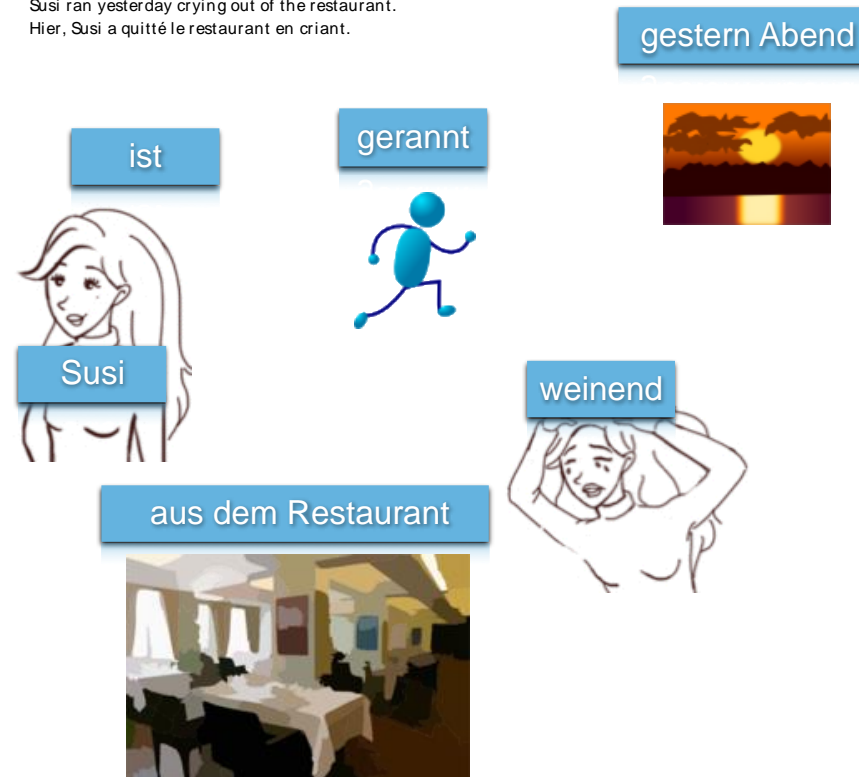 Susi ran yesterday crying out of the restaurant.
Hier, Susi a quitté le restaurant en criant.
gestern Abend
ist
gerannt
Susi
weinend
aus dem Restaurant